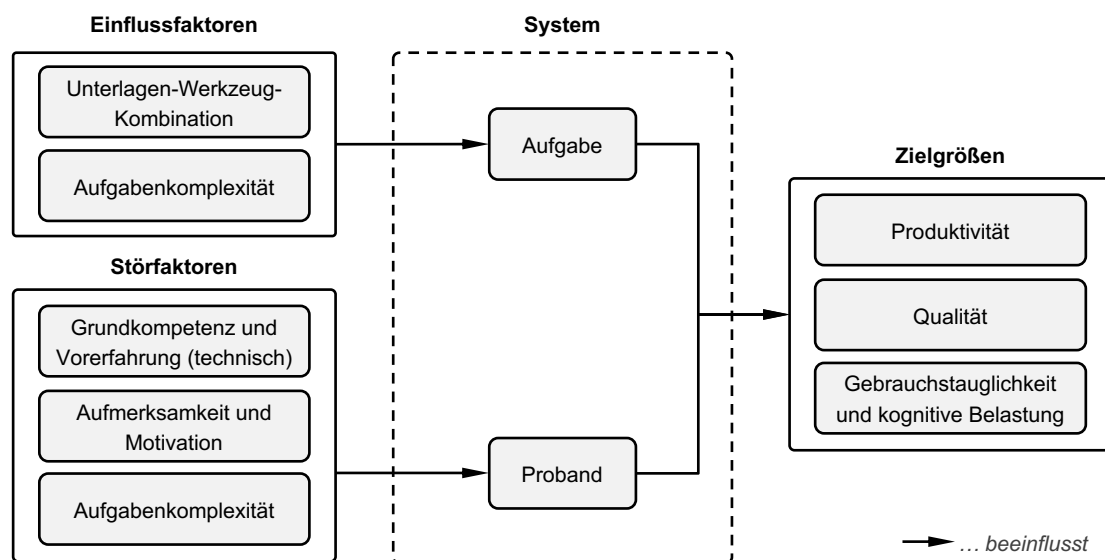 Einflussfaktoren
Unterlagen-Werkzeug-
Kombination
Aufgabenkomplexität
Störfaktoren
Grundkompetenz und
Vorerfahrung (technisch)
Aufmerksamkeit und
Motivation
Aufgabenkomplexität
System
Aufgabe
Proband
Zielgrößen
Produktivität
Qualität
Gebrauchstauglichkeit
und kognitive Belastung
… beeinflusst